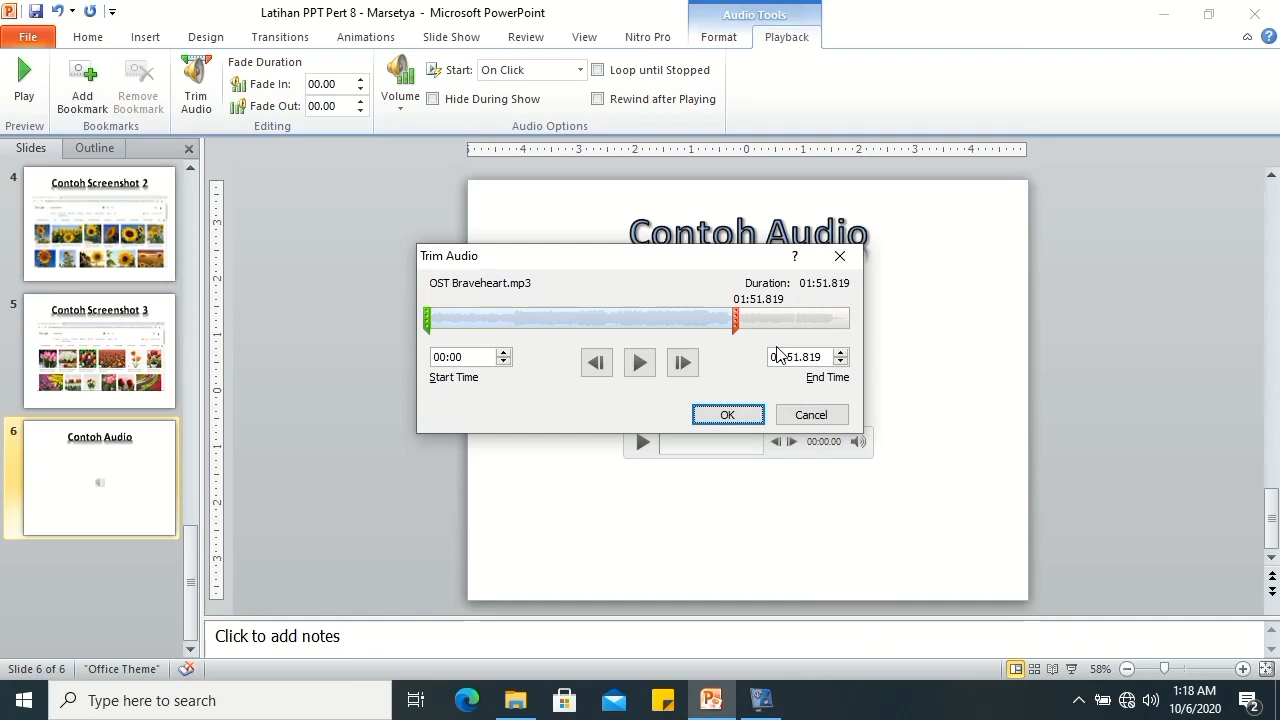 Latihan PPT Pert 8 - Marsetya - Microsoft PowerPoint
Audio Tools
File Home Insert Design Transitions Animations Slide Show Review View Nitro Pro Format Playback
Play
Preview
Add Bookmark
Remove Bookmark
Bookmarks
Trim Audio
Fade Duration
Fade In: 00.00
Fade Out: 00.00
Editing
Volume
Start: On Click
Hide During Show
Loop until Stopped
Rewind after Playing
Audio Options
Slides Outline
4
Contoh Screenshot 2
5
Contoh Screenshot 3
6
Contoh Audio
Contoh Audio
Trim Audio
OST Braveheart.mp3
Duration: 01:51.819
01:51.819
00:00
Start Time
:51.819
End Time
OK Cancel
00:00.00
Click to add notes
Slide 6 of 6 "Office Theme" 58%
Type here to search
1:18 AM
10/6/2020
2